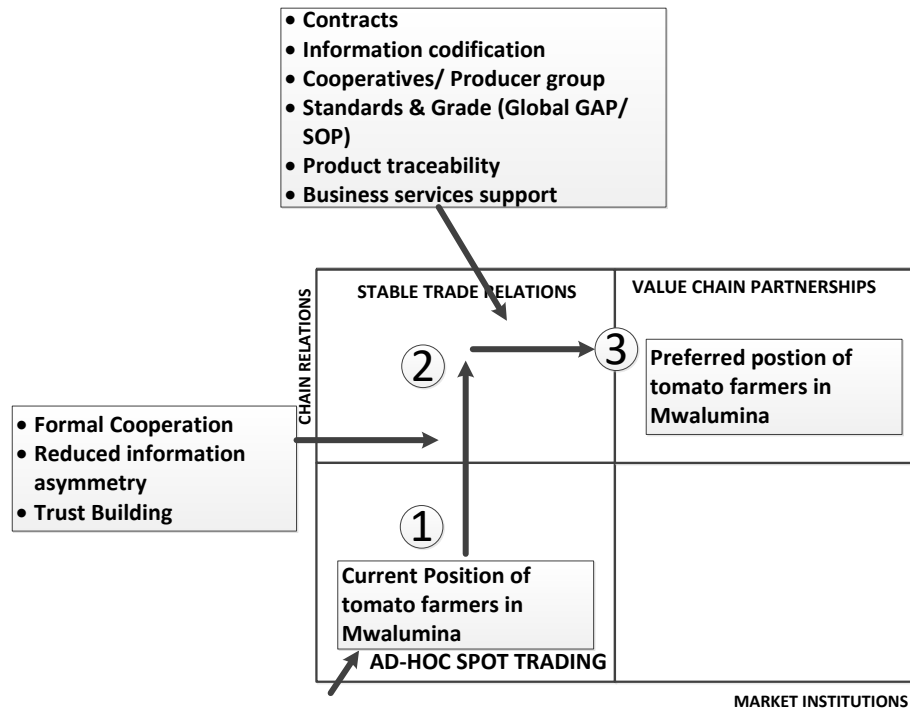 • Contracts
• Information codification
• Cooperatives/ Producer group
• Standards & Grade (Global GAP/
SOP)
• Product traceability
• Business services support
STABLE TRADE RELATIONS
VALUE CHAIN PARTNERSHIPS
CHAIN RELATIONS
2
3
Preferred postion of
tomato farmers in
Mwalumina
• Formal Cooperation
• Reduced information
asymmetry
• Trust Building
1
Current Position of
tomato farmers in
Mwalumina
AD-HOC SPOT TRADING
MARKET INSTITUTIONS